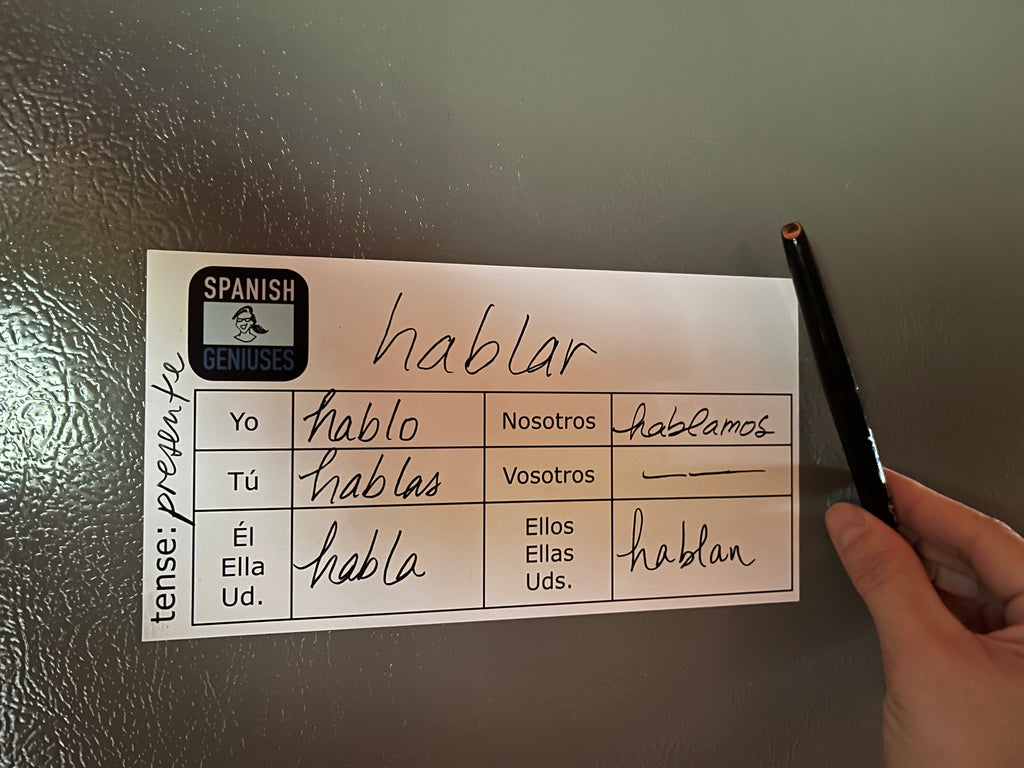 SPANISH
GENIUSES
hablar
tense: presente
Yo hablo Nosotros hablamos
Tú hablas Vosotros —
Él
Ella
Ud.
habla
Ellos
Ellas
Uds.
hablan